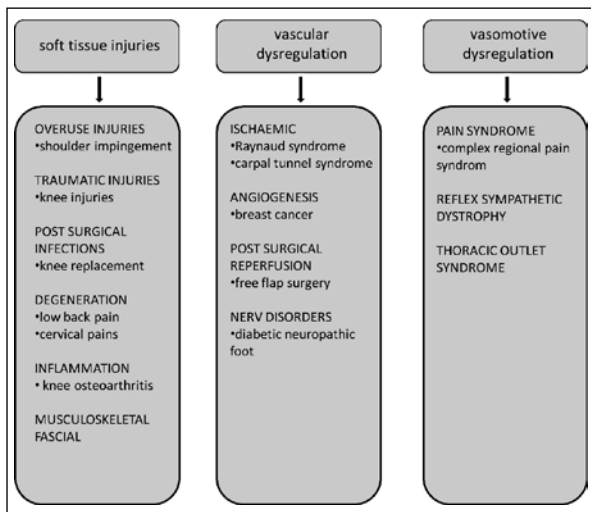 soft tissue injuries
OVERUSE INJURIES
•shoulder impingement
TRAUMATIC INJURIES
•knee injuries
POST SURGICAL
INFECTIONS
•knee replacement
DEGENERATION
•low back pain
•cervical pains
INFLAMMATION
• knee osteoarthritis
MUSCULOSKELETAL
FASCIAL
vascular
dysregulation
ISCHAEMIC
•Raynaud syndrome
•carpal tunnel syndrome
ANGIOGENESIS
•breast cancer
POST SURGICAL
REPERFUSION
•free flap surgery
NERV DISORDERS
•diabetic neuropathic
foot
vasomotive
dysregulation
PAIN SYNDROME
•complex regional pain
syndrom
REFLEX SYMPATHETIC
DYSTROPHY
THORACIC OUTLET
SYNDROME